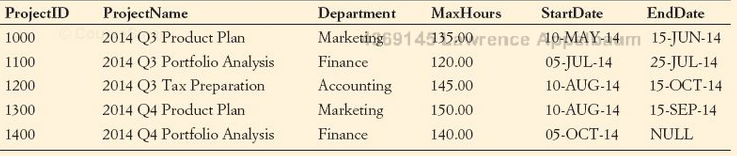 ProjectID ProjectName Department MaxHours StartDate EndDate
1000 2014 Q3 Product Plan Marketing 135.00 10-MAY-14 15-JUN-14
1100 2014 Q3 Portfolio Analysis Finance 120.00 05-JUL-14 25-JUL-14
1200 2014 Q3 Tax Preparation Accounting 145.00 10-AUG-14 15-OCT-14
1300 2014 Q4 Product Plan Marketing 150.00 10-AUG-14 15-SEP-14
1400 2014 Q4 Portfolio Analysis Finance 140.00 05-OCT-14 NULL